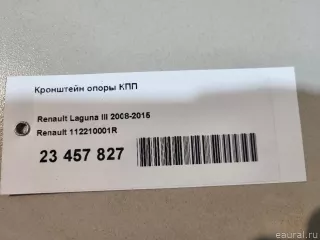 Кронштейн опоры КПП
Renault Laguna III 2008-2015
Renault 112210001R
23 457 827
eaural.ru